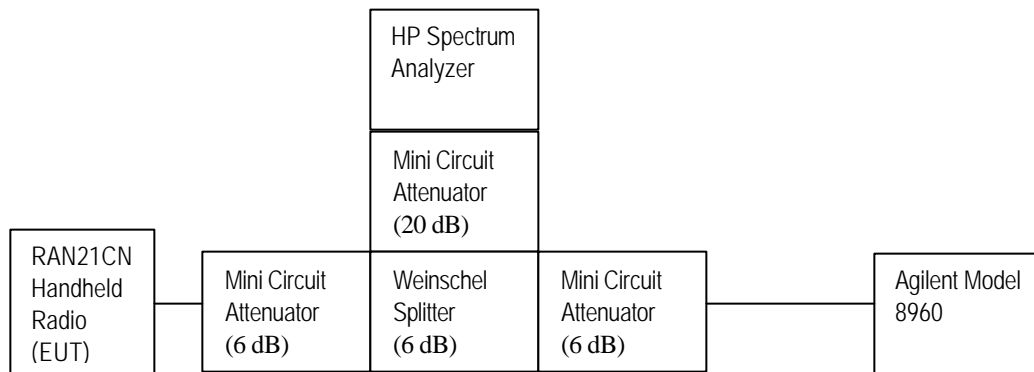 HP Spectrum
Analyzer
Mini Circuit
Attenuator
(20 dB)
RAN21CN
Handheld
Radio
(EUT)
Mini Circuit
Attenuator
(6 dB)
Weinschel
Splitter
(6 dB)
Mini Circuit
Attenuator
(6 dB)
Agilent Model
8960